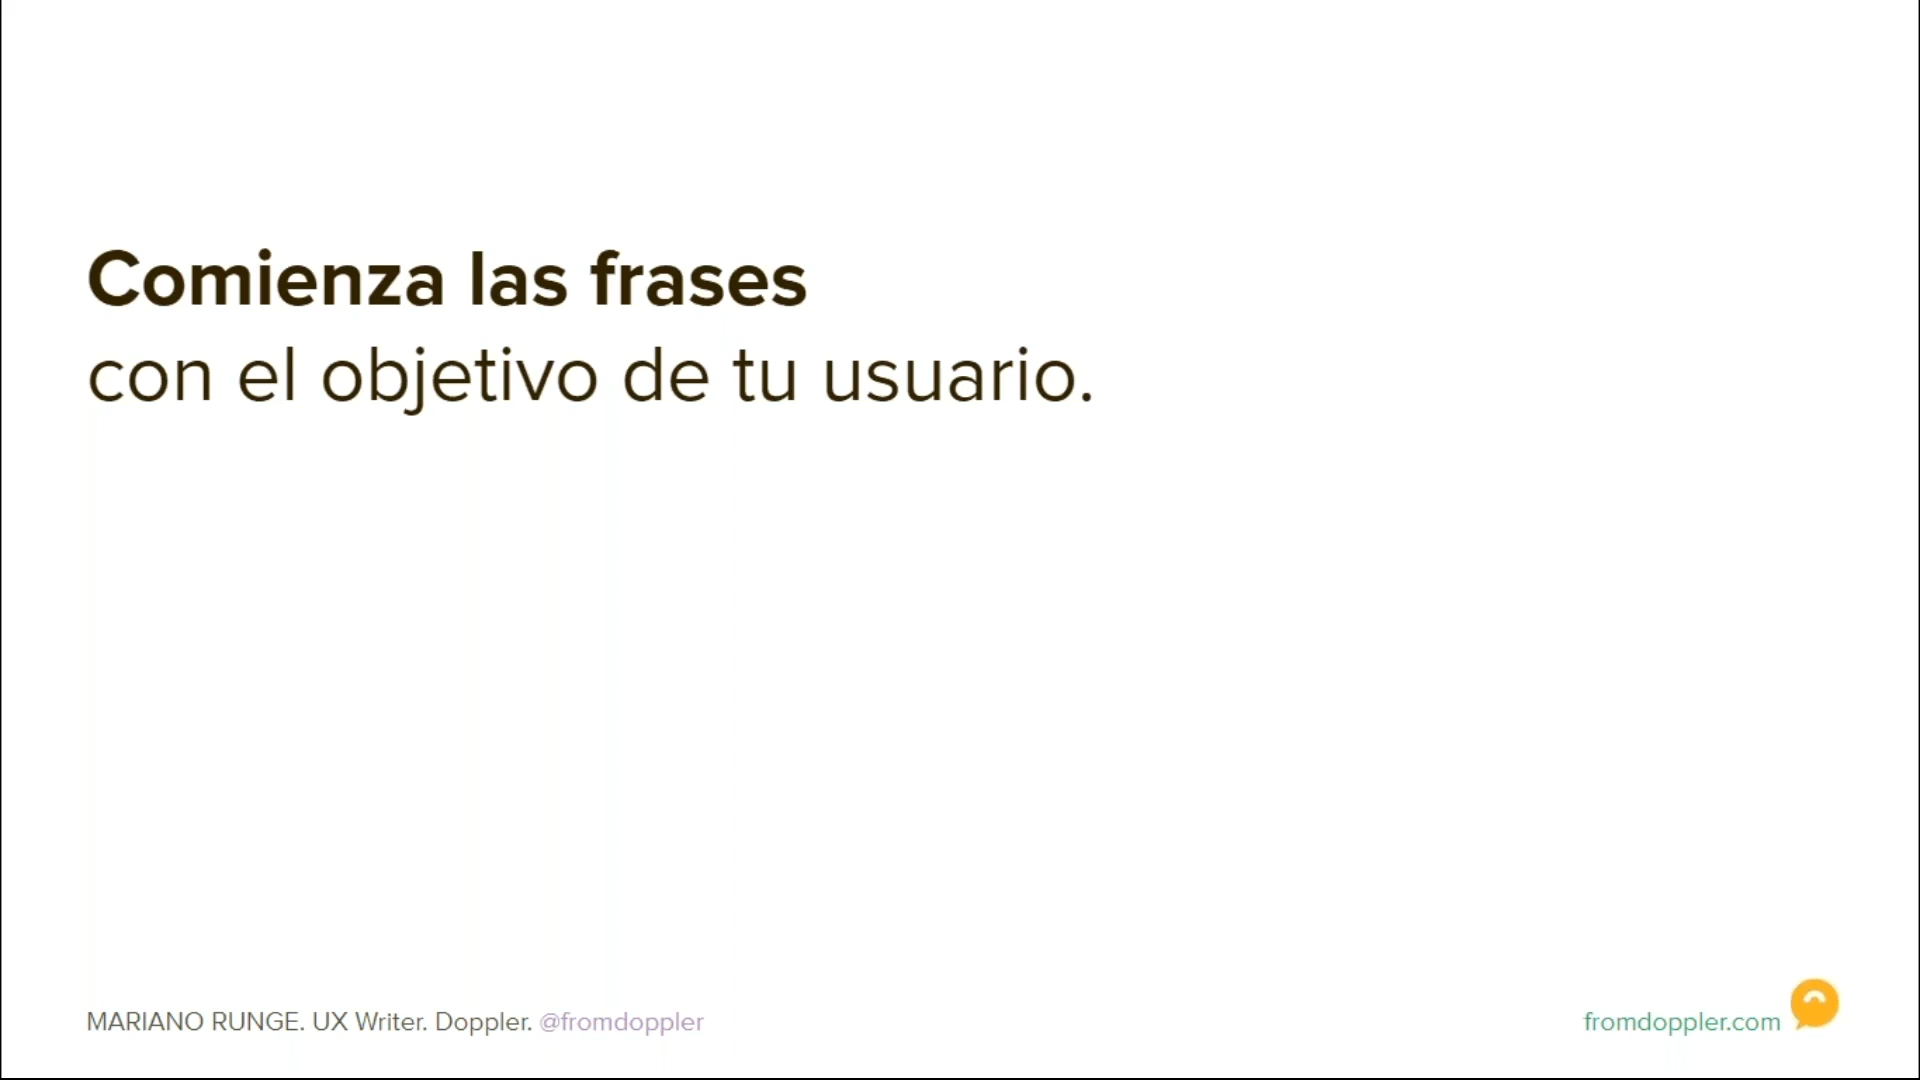 Comienza las frases
con el objetivo de tu usuario.
MARIANO RUNGE. UX Writer. Doppler. @fromdoppler
fromdoppler.com